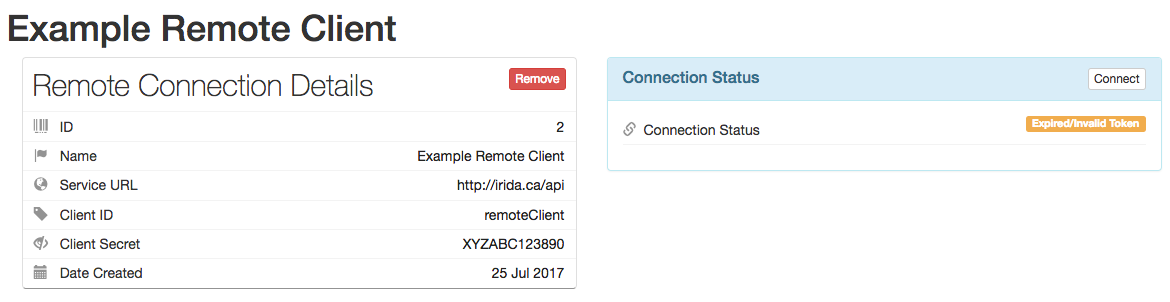 Example Remote Client
Remote Connection Details
Remove
ID 2
Name Example Remote Client
Service URL http://irida.ca/api
Client ID remoteClient
Client Secret XYZABC123890
Date Created 25 Jul 2017
Connection Status
Connect
Connection Status Expired/Invalid Token